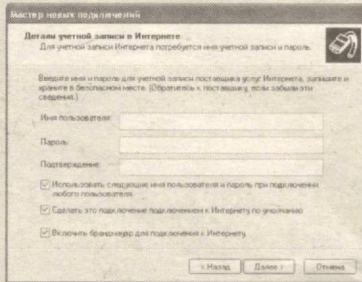 Мастер новых подключений
Детали учетной записи в Интернете
Для учетной записи Интернета потребуется имя учетной записи и пароль.
Введите имя и пароль для учетной записи поставщика услуг Интернета, запишите и
храните в безопасном месте. (Обратитесь к поставщику, если забыли эти
сведения.)
Имя пользователя:
Пароль:
Подтверждение:
Использовать следующие имя пользователя и пароль при подключении
любого пользователя
Сделать это подключение подключением к Интернету по умолчанию
Включить брандмауэр для подключения к Интернету
< Назад
Далее >
Отмена